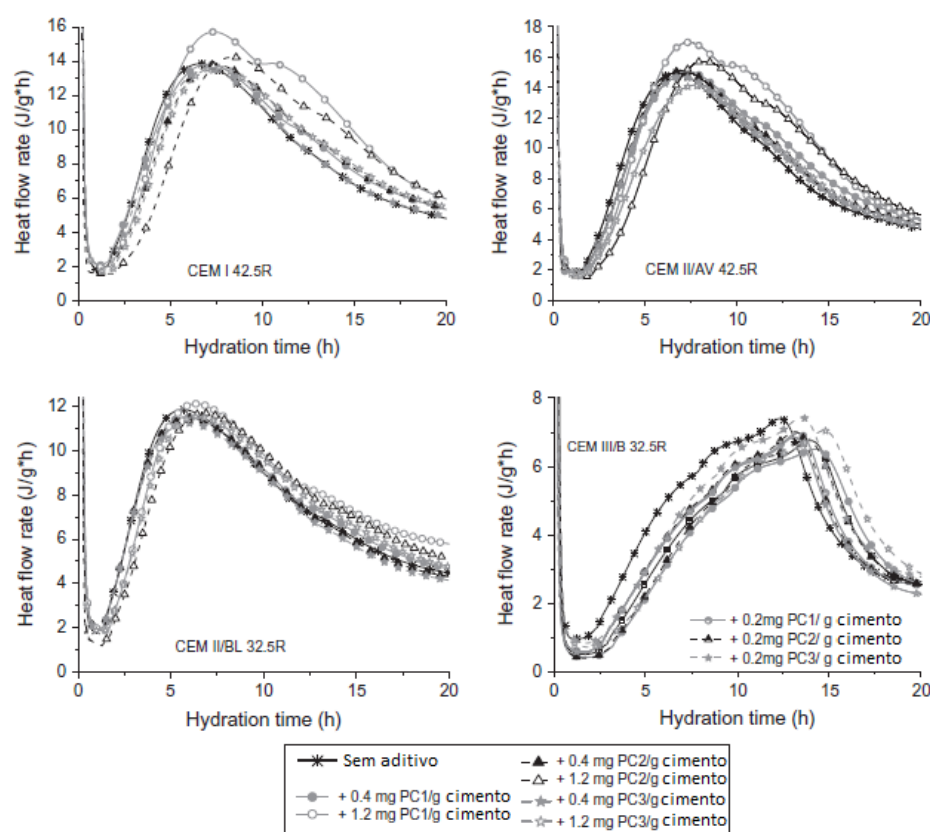 16
14
12
10
8
6
4
2
0
Heat flow rate (J/g*h)
CEM I 42.5R
0 5 10 15 20
Hydration time (h)
18
16
14
12
10
8
6
4
2
0
Heat flow rate (J/g*h)
CEM II/AV 42.5R
0 5 10 15 20
Hydration time (h)
12
10
8
6
4
2
0
Heat flow rate (J/g*h)
CEM II/BL 32.5R
0 5 10 15 20
Hydration time (h)
8
6
4
2
0
Heat flow rate (J/g*h)
CEM III/B 32.5R
+ 0.2mg PC1/ g cimento
+ 0.2mg PC2/ g cimento
+ 0.2mg PC3/ g cimento
0 5 10 15 20
Hydration time (h)
Sem aditivo
+ 0.4 mg PC1/g cimento
+ 1.2 mg PC1/g cimento
+ 0.4 mg PC2/g cimento
+ 1.2 mg PC2/g cimento
+ 0.4 mg PC3/g cimento
+ 1.2 mg PC3/g cimento